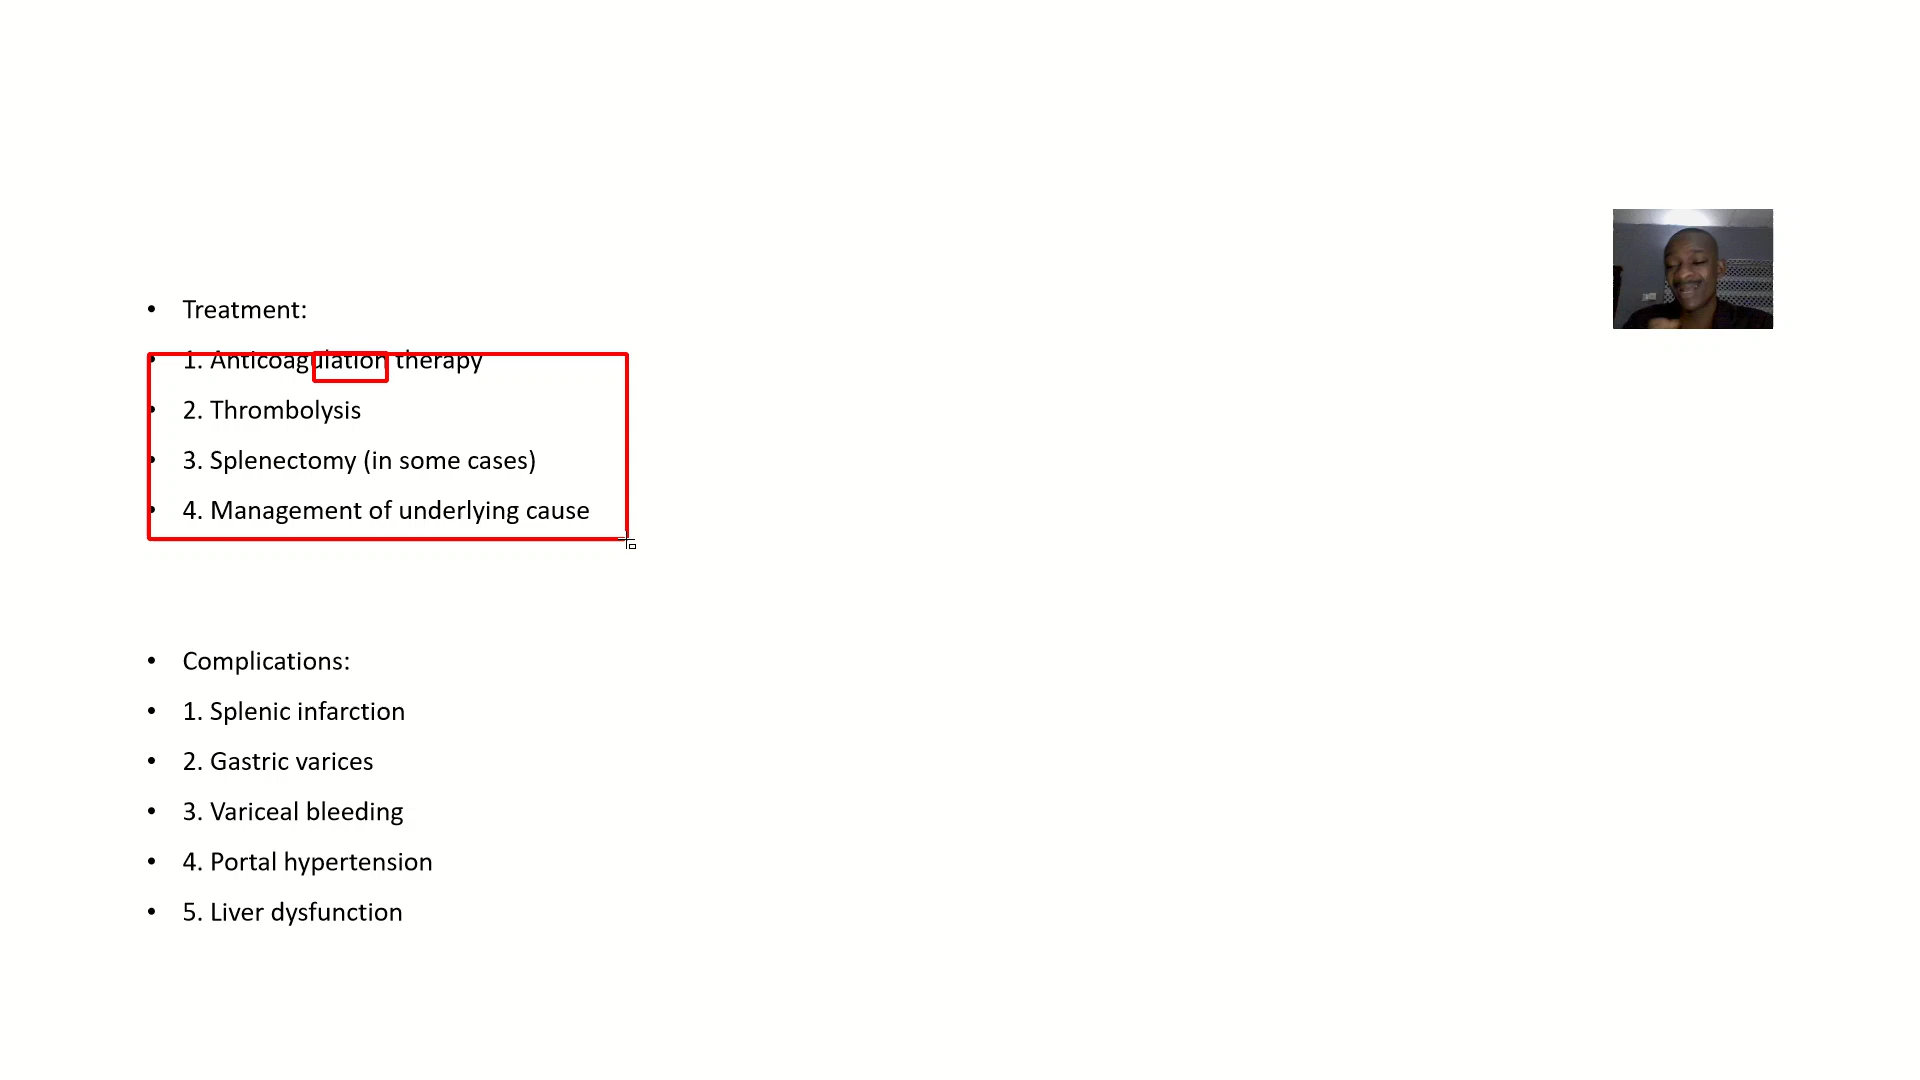 • Treatment:
• 1. Anticoagulation therapy
• 2. Thrombolysis
• 3. Splenectomy (in some cases)
• 4. Management of underlying cause
• Complications:
• 1. Splenic infarction
• 2. Gastric varices
• 3. Variceal bleeding
• 4. Portal hypertension
• 5. Liver dysfunction